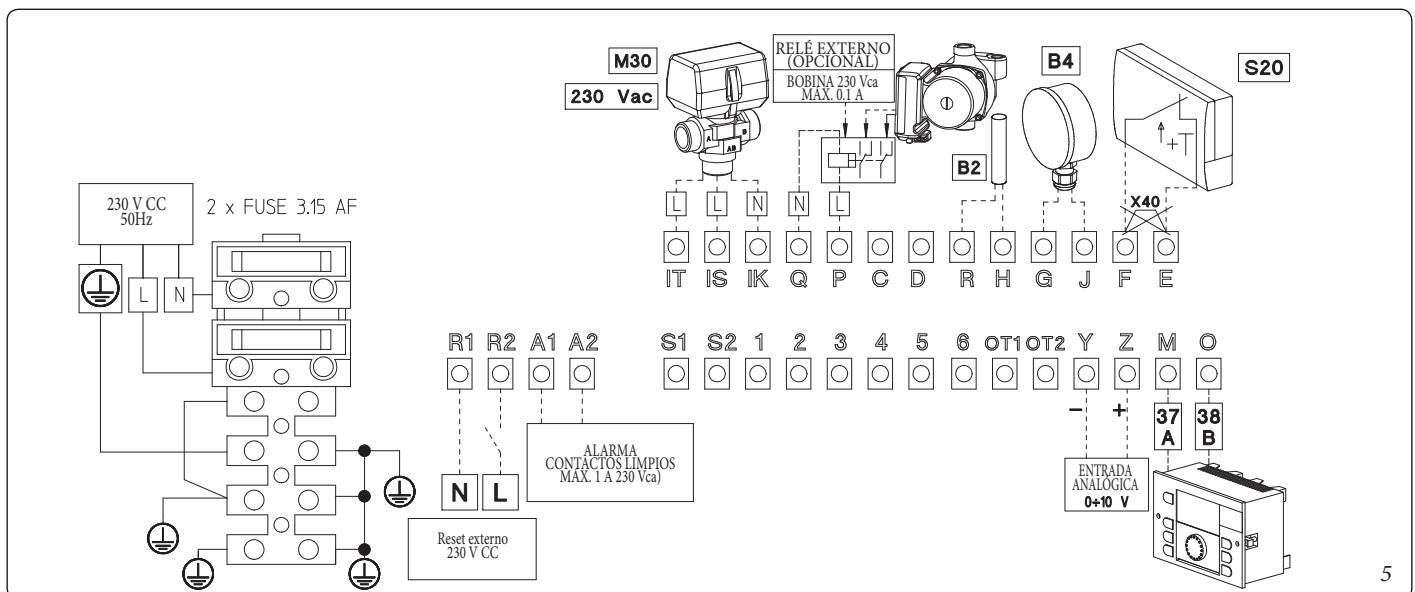 M30
230 Vac
RELÉ EXTERNO
(OPCIONAL)
BOBINA 230 Vca
MÁX. 0.1 A
B4
S20
A
B
AB
B2
+T
X40
230 V CC
50Hz
2 x FUSE 3.15 AF
L
N
L L N N L
IT IS IK Q P C D R H G J F E
R1 R2 A1 A2 S1 S2 1 2 3 4 5 6 OT1 OT2 Y Z M O
- +
37
A
38
B
ALARMA
CONTACTOS LIMPIOS
MÁX. 1 A 230 Vca)
N L
Reset externo
230 V CC
ENTRADA
ANALÓGICA
0÷10 V
5